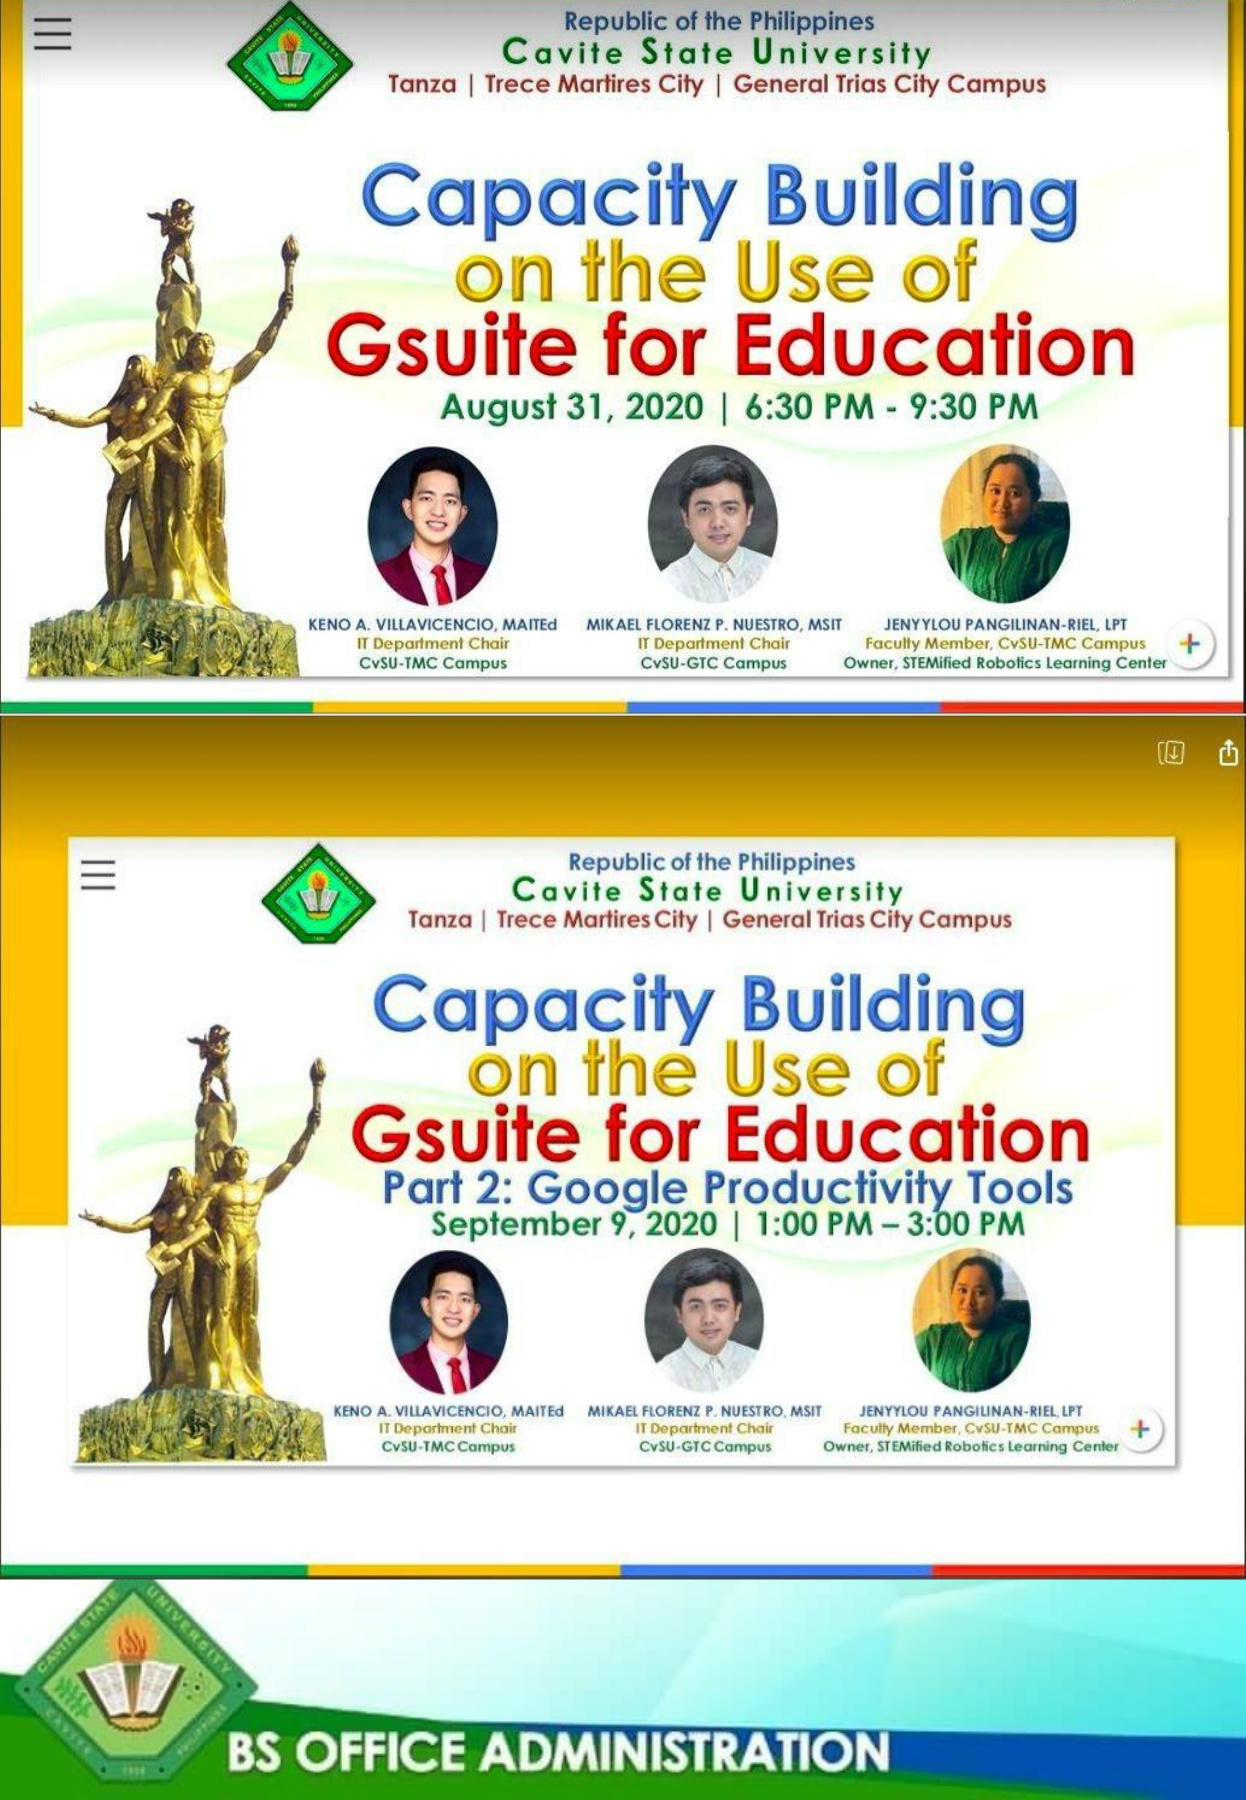 Republic of the Philippines
Cavite State University
Tanza | Trece Martires City | General Trias City Campus
Capacity Building
on the Use of
Gsuite for Education
August 31, 2020 | 6:30 PM - 9:30 PM
KENO A. VILLAVICENCIO, MAITEd
IT Department Chair
CvSU-TMC Campus
MIKAEL FLORENZ P. NUESTRO, MSIT
IT Department Chair
CvSU-GTC Campus
JENYYLOU PANGILINAN-RIEL, LPT
Faculty Member, CvSU-TMC Campus
Owner, STEMified Robotics Learning Center
Republic of the Philippines
Cavite State University
Tanza | Trece Martires City | General Trias City Campus
Capacity Building
on the Use of
Gsuite for Education
Part 2: Google Productivity Tools
September 9, 2020 | 1:00 PM – 3:00 PM
KENO A. VILLAVICENCIO, MAITEd
IT Department Chair
CvSU-TMC Campus
MIKAEL FLORENZ P. NUESTRO, MSIT
IT Department Chair
CvSU-GTC Campus
JENYYLOU PANGILINAN-RIEL, LPT
Faculty Member, CvSU-TMC Campus
Owner, STEMified Robotics Learning Center
CAVITE STATE UNIVERSITY
CAVITE PHILIPPINES
1906
BS OFFICE ADMINISTRATION